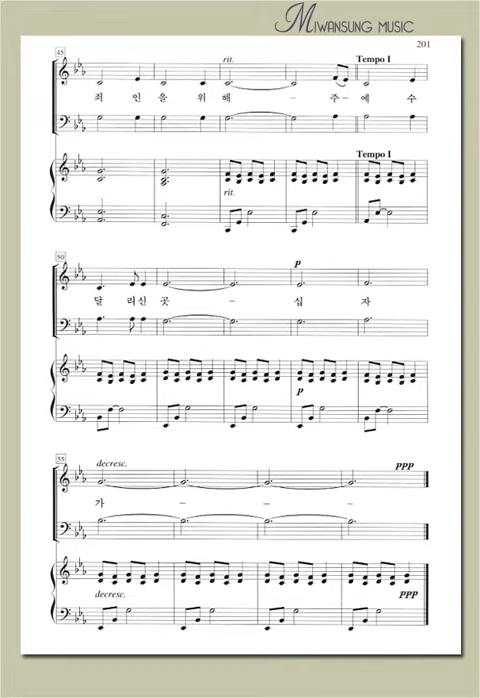 MIWANSUNG MUSIC
201
45
rit.
Tempo I
죄 인 을 위 해 - 주 - 예 수
Tempo I
rit.
50
p
달 리 신 곳 - 십 자
p
55
decresc.
ppp
가 - - -
decresc.
ppp